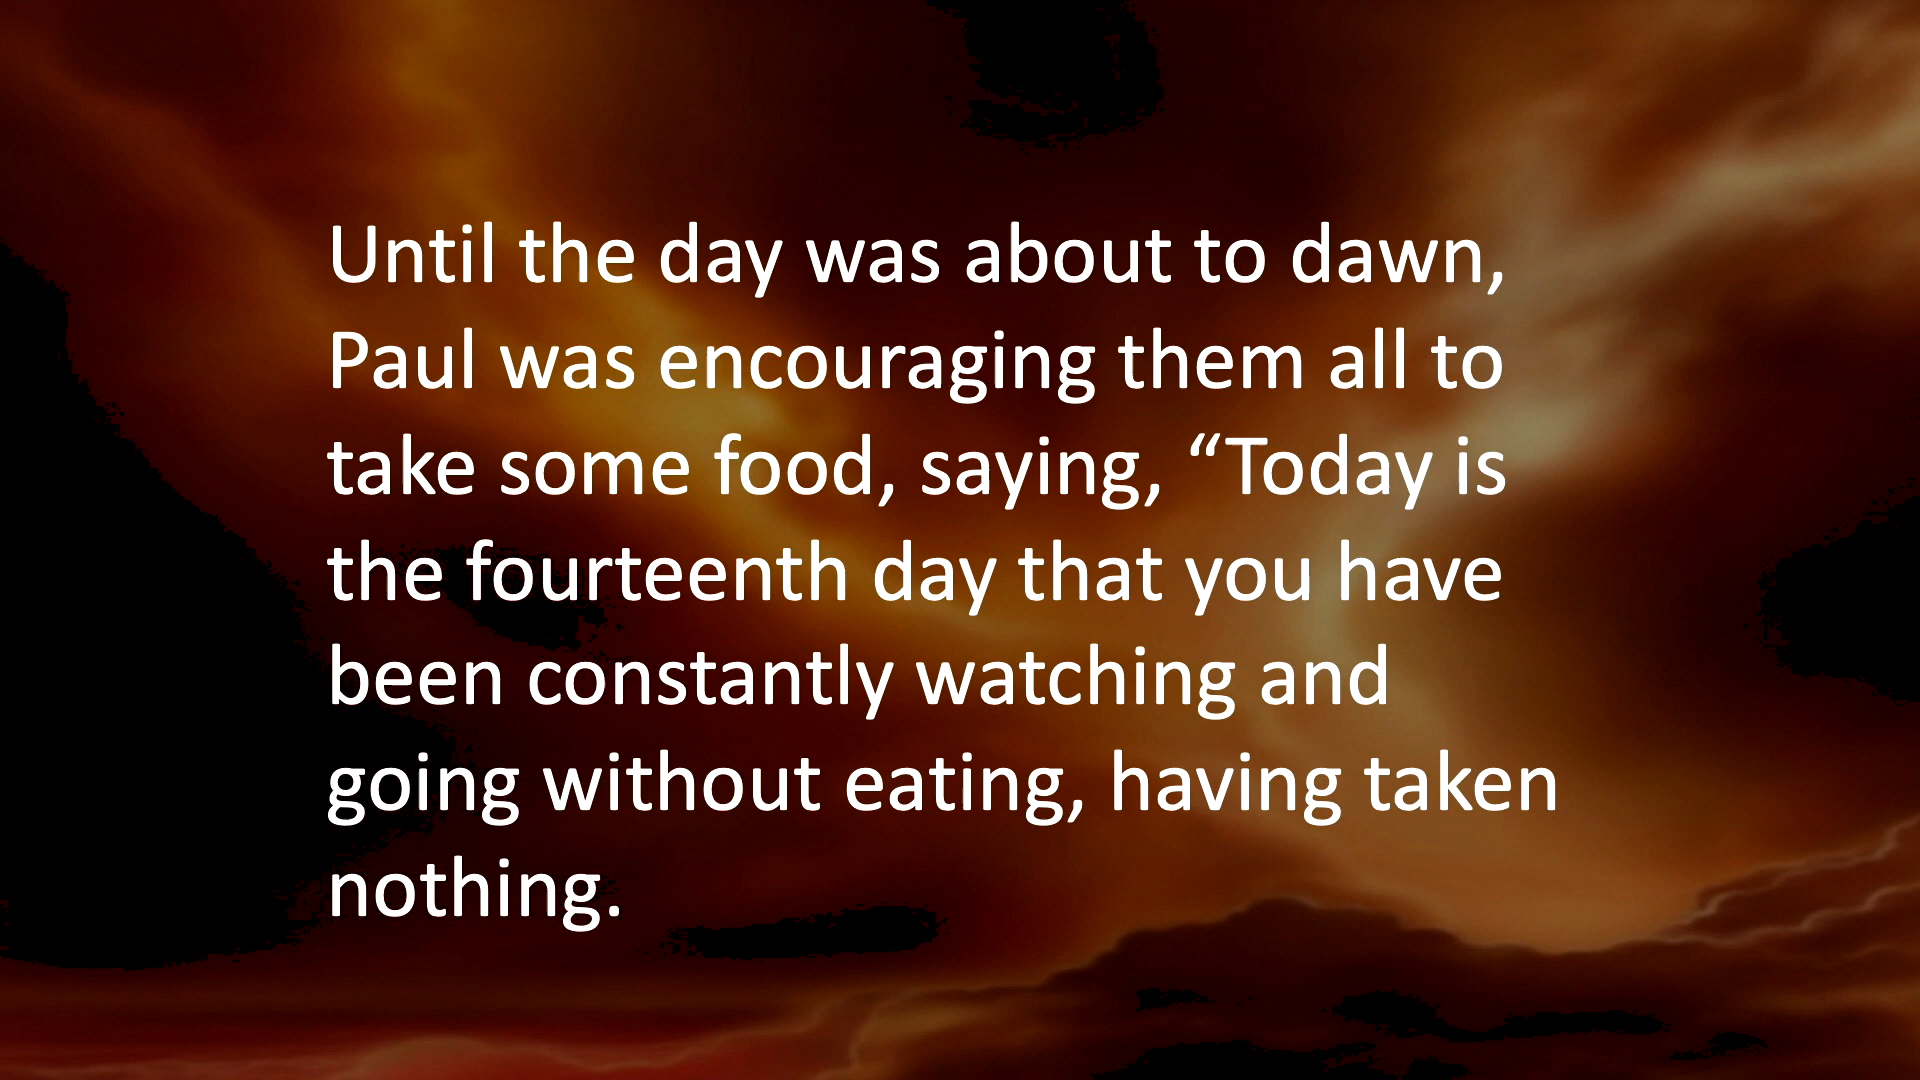 Until the day was about to dawn,
Paul was encouraging them all to
take some food, saying, “Today is
the fourteenth day that you have
been constantly watching and
going without eating, having taken
nothing.